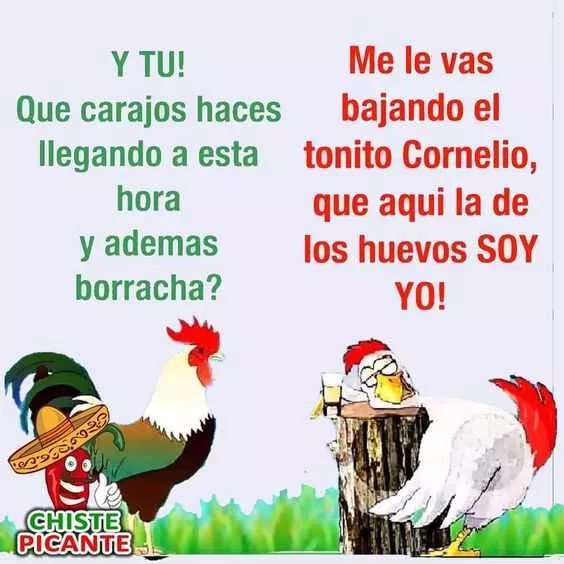 Y TU!
Que carajos haces
llegando a esta
hora
y ademas
borracha?
Me le vas
bajando el
tonito Cornelio,
que aqui la de
los huevos SOY
YO!
CHISTE
PICANTE